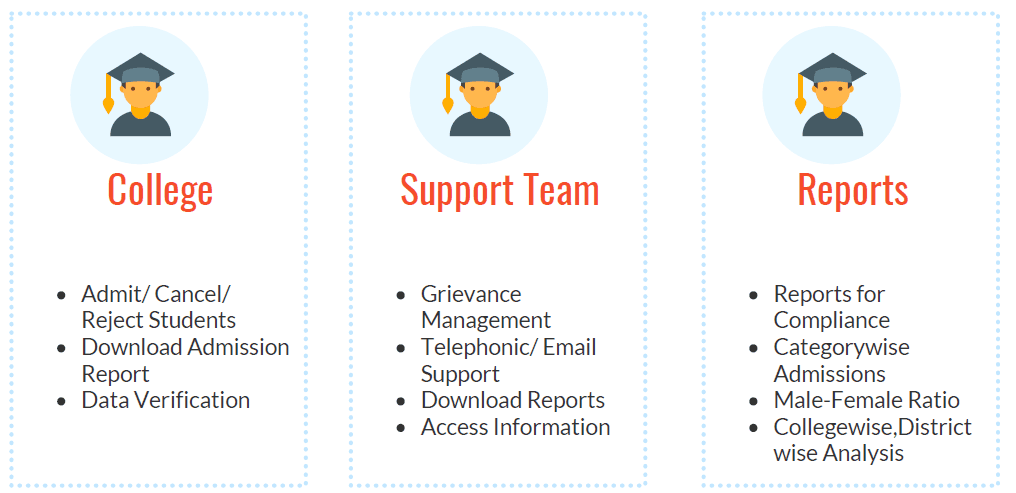 College
Admit/ Cancel/
Reject Students
Download Admission
Report
Data Verification
Support Team
Grievance
Management
Telephonic/ Email
Support
Download Reports
Access Information
Reports
Reports for
Compliance
Categorywise
Admissions
Male-Female Ratio
Collegewise,District
wise Analysis